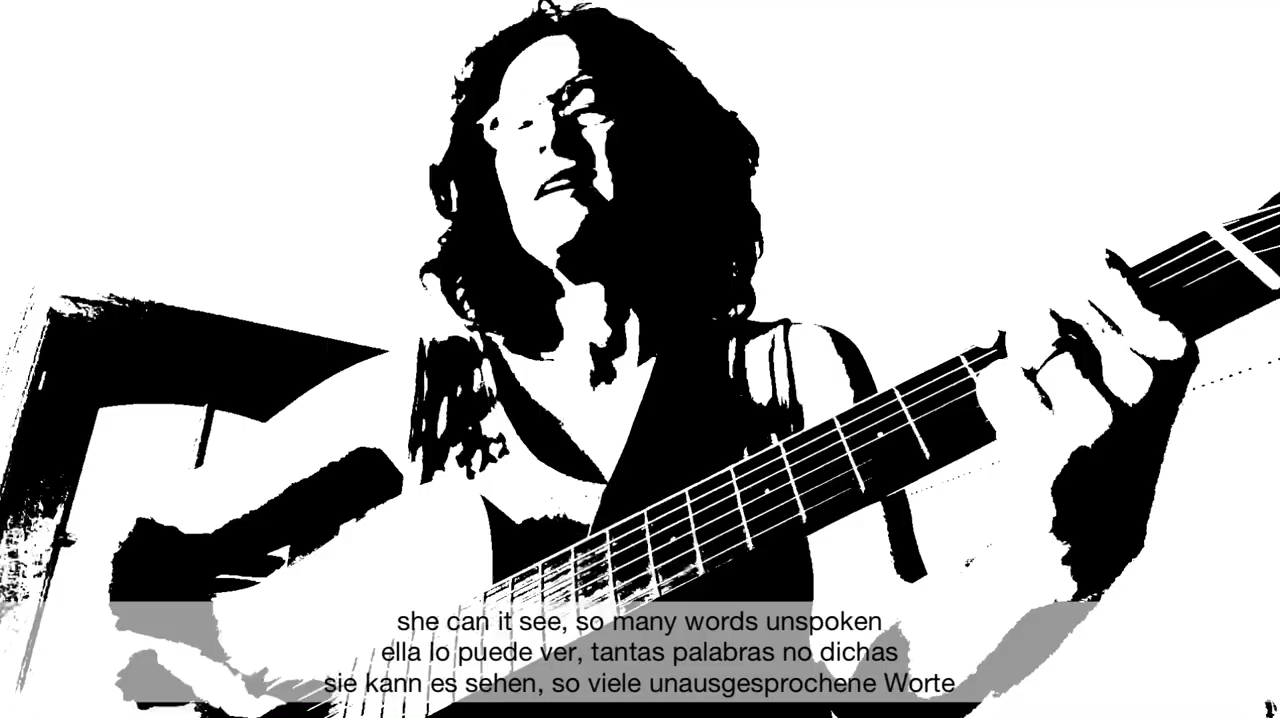 she can it see, so many words unspoken
ella lo puede ver, tantas palabras no dichas
sie kann es sehen, so viele unausgesprochene Worte